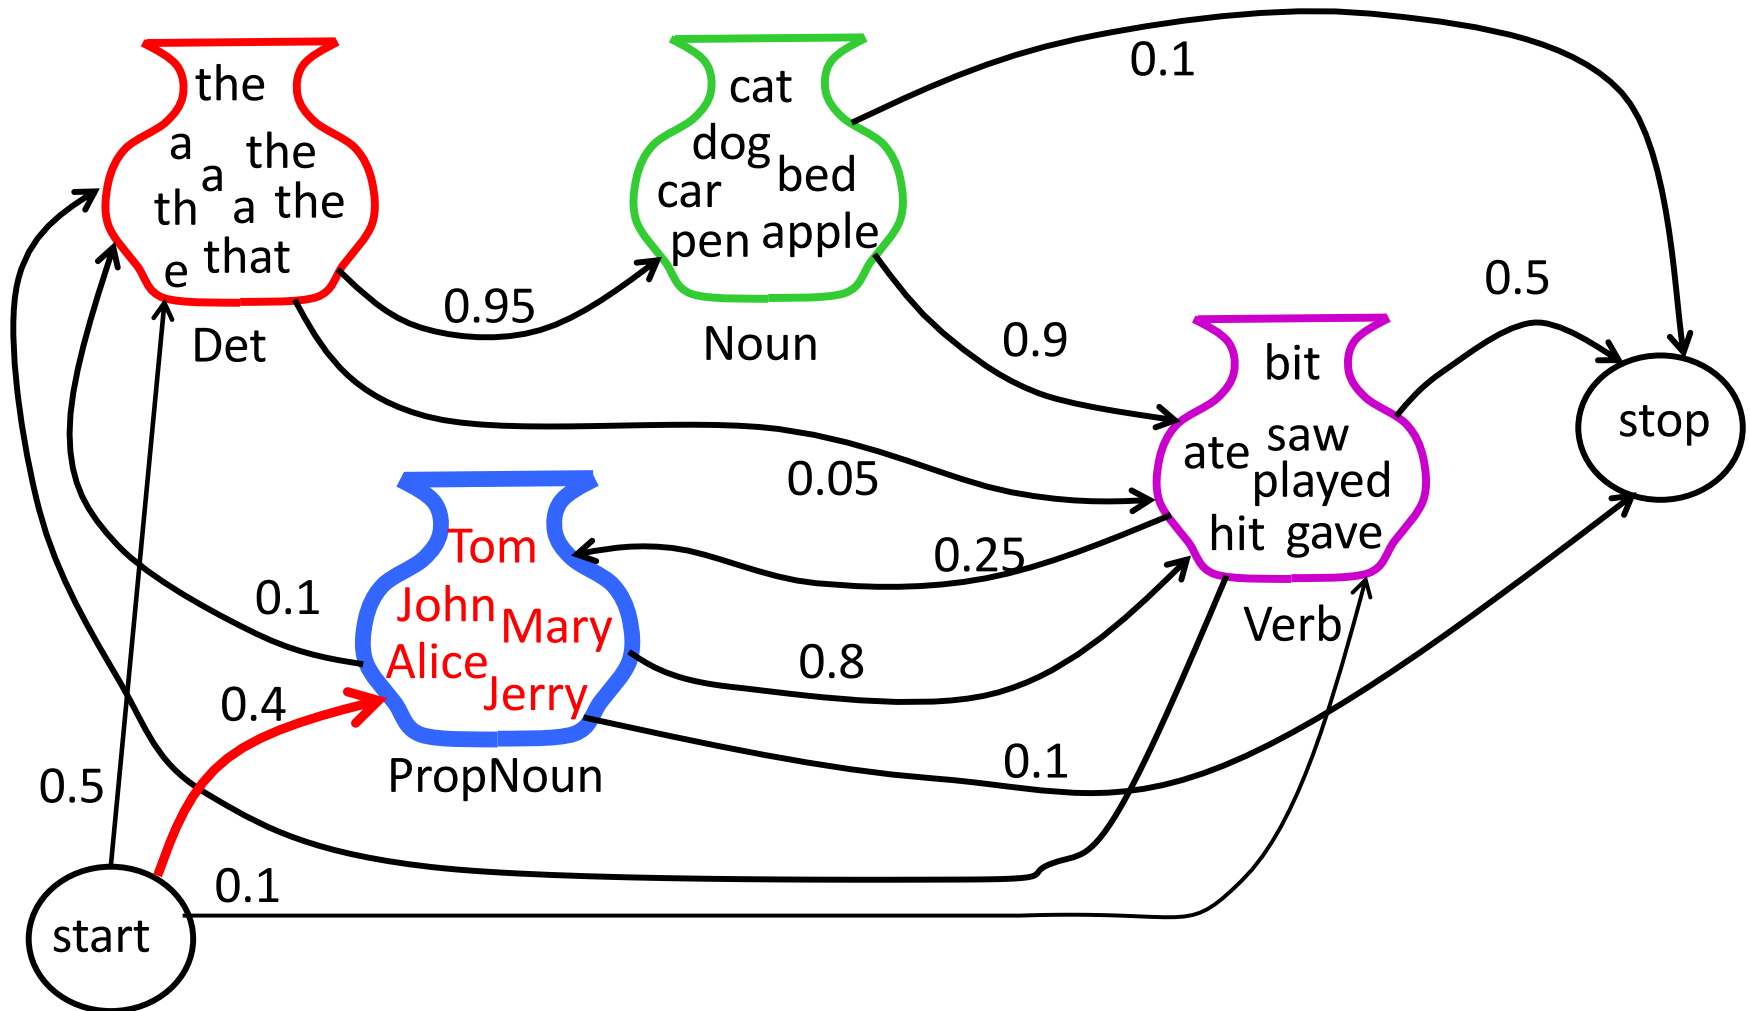 the
a
the
a
th
a
the
e
that
Det
cat
dog
bed
car
pen
apple
Noun
0.1
0.95
0.9
0.5
bit
saw
ate
played
hit gave
Verb
stop
0.05
0.25
Tom
John
Mary
Alice
Jerry
PropNoun
0.1
0.8
0.4
0.1
0.5
0.1
start